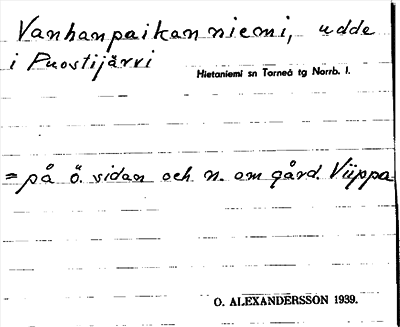 Vanhanpaikanniemi, udde
i Puostijärvi
Hietaniemi sn Torneå tg Norrb. l.
= på ö. sidan och n. om gård. Viippa
O. ALEXANDERSSON 1939.